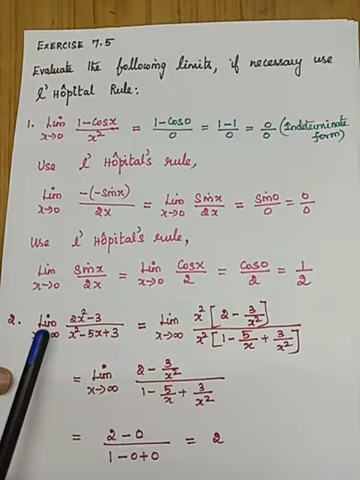 EXERCISE 7.5
Evaluate the following limits, if necessary use
l' Hôpital Rule:
1. Lim x→0 (1-Cosx)/x² = (1-Cos0)/0 = (1-1)/0 = 0/0 (Indeterminate form)
Use l' Hôpital's rule,
Lim x→0 -(-Sinx)/2x = Lim x→0 Sinx/2x = Sin0/0 = 0/0
Use l' Hôpital's rule,
Lim x→0 Sinx/2x = Lim x→0 Cosx/2 = Cos0/2 = 1/2
2. Lim x→∞ (2x²-3)/(x²-5x+3) = Lim x→∞ x²[2-3/x²]/x²[1-5/x+3/x²]
= Lim x→∞ (2-3/x²)/(1-5/x+3/x²)
= (2-0)/(1-0+0) = 2